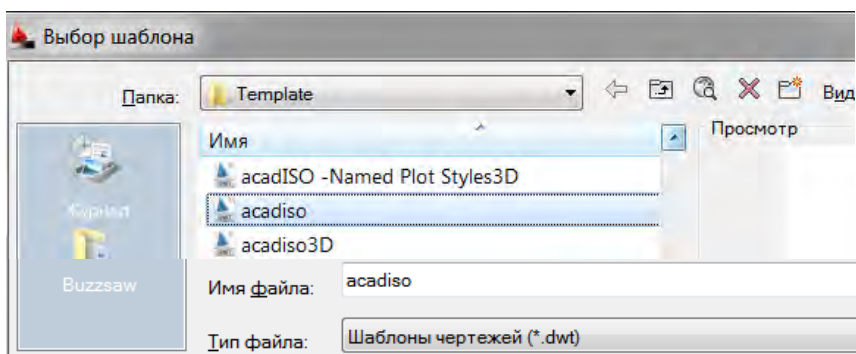 Выбор шаблона
Папка: Template Вид
Имя Просмотр
acadISO -Named Plot Styles3D
Журнал acadiso
acadiso3D
Buzzsaw Имя файла: acadiso
Тип файла: Шаблоны чертежей (*.dwt)